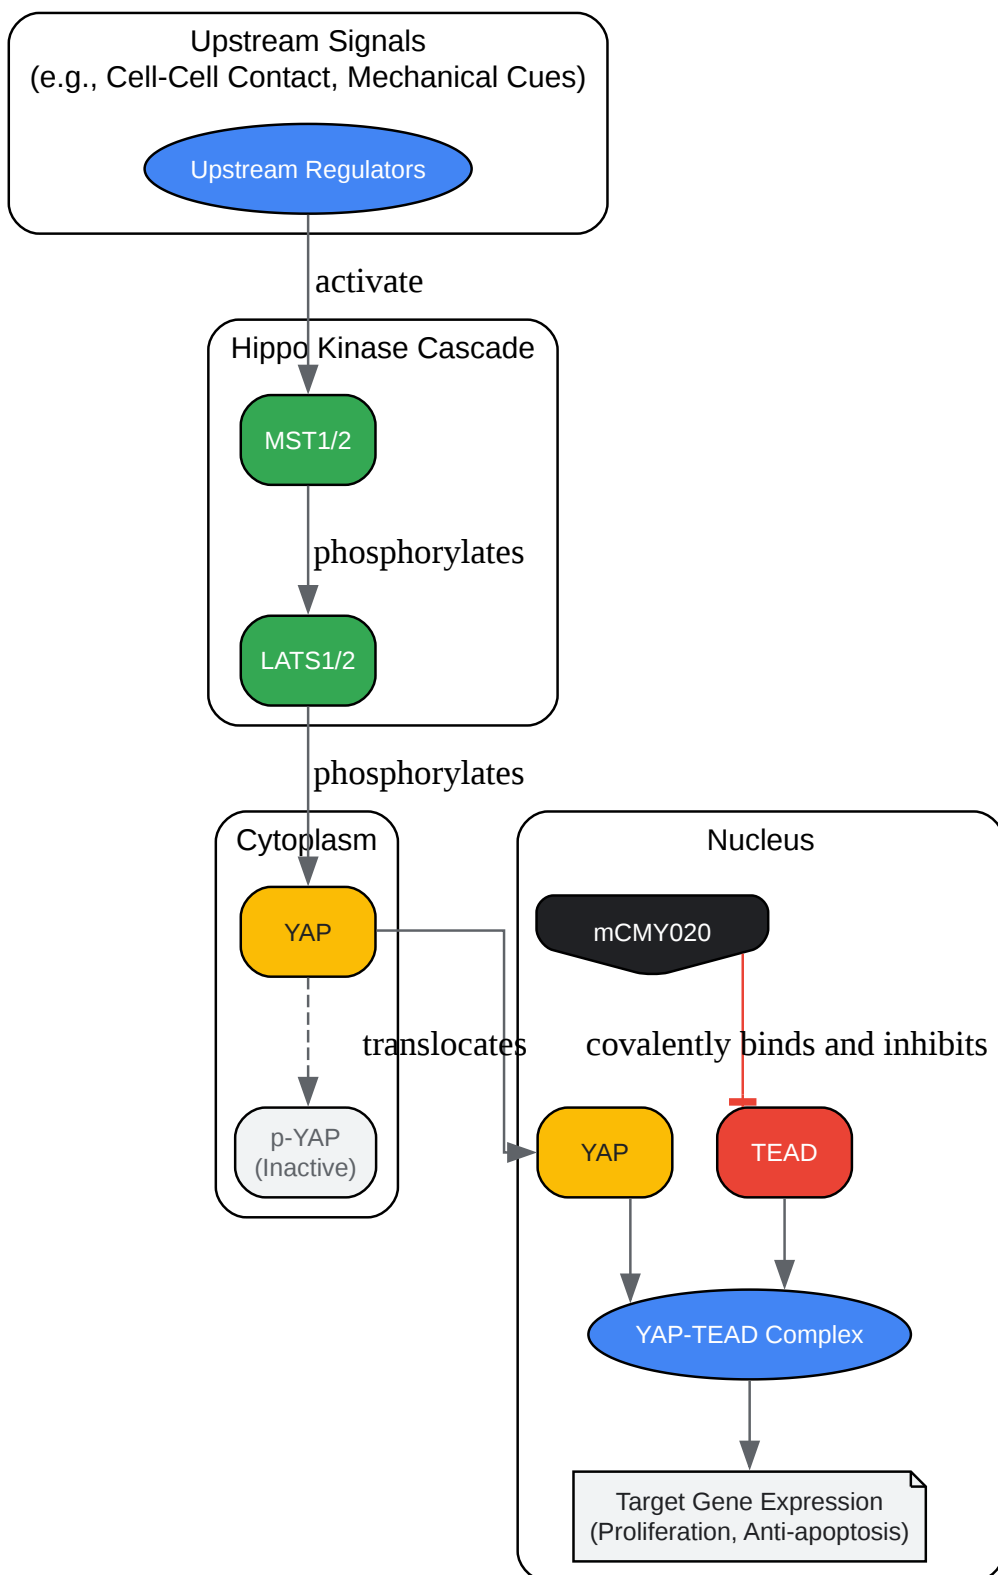 Upstream Signals
(e.g., Cell-Cell Contact, Mechanical Cues)
Upstream Regulators
activate
Hippo Kinase Cascade
MST1/2
phosphorylates
LATS1/2
phosphorylates
Cytoplasm
YAP
p-YAP
(Inactive)
translocates
Nucleus
mCMY020
covalently binds and inhibits
YAP
TEAD
YAP-TEAD Complex
Target Gene Expression
(Proliferation, Anti-apoptosis)